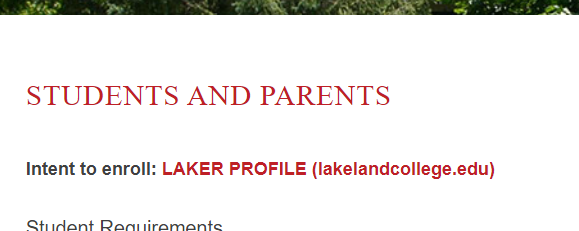 STUDENTS AND PARENTS
Intent to enroll: LAKER PROFILE (lakelandcollege.edu)
Student Requirements